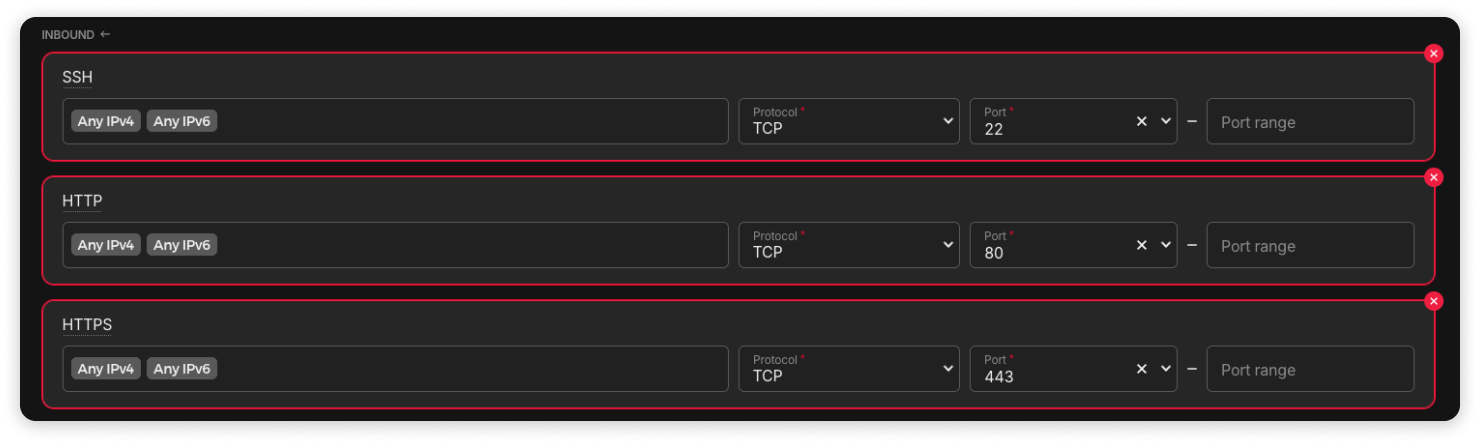 INBOUND ←
SSH
Any IPv4 Any IPv6 Protocol * TCP Port * 22 – Port range
HTTP
Any IPv4 Any IPv6 Protocol * TCP Port * 80 – Port range
HTTPS
Any IPv4 Any IPv6 Protocol * TCP Port * 443 – Port range